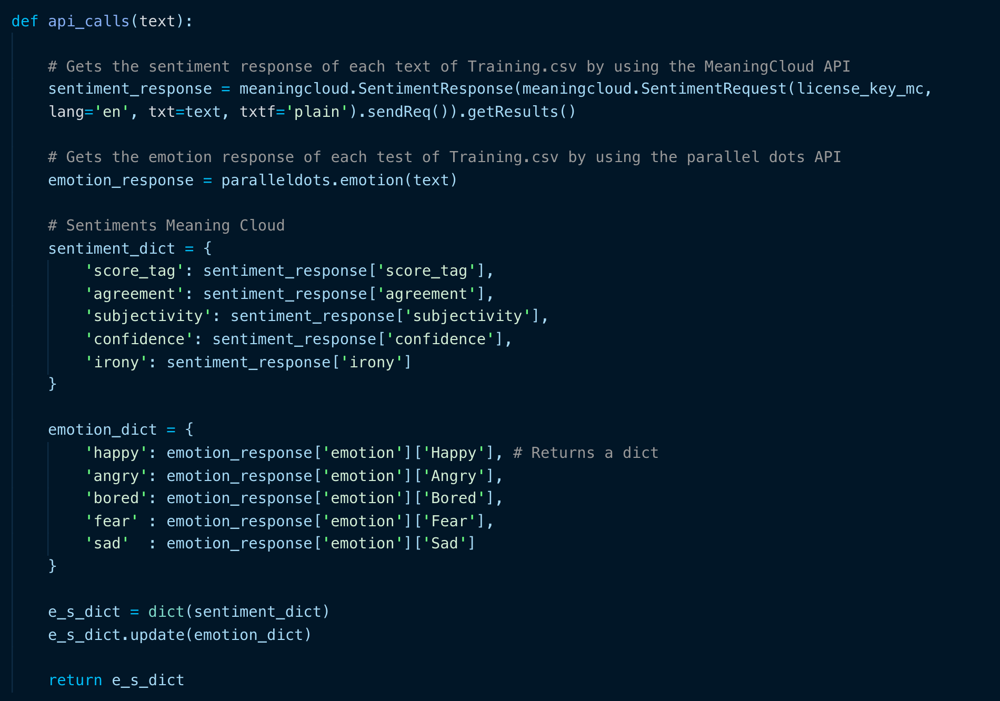 def api_calls(text):
# Gets the sentiment response of each text of Training.csv by using the MeaningCloud API
sentiment_response = meaningcloud.SentimentResponse(meaningcloud.SentimentRequest(license_key_mc,
lang='en', txt=text, txtf='plain').sendReq()).getResults()
# Gets the emotion response of each test of Training.csv by using the parallel dots API
emotion_response = paralleldots.emotion(text)
# Sentiments Meaning Cloud
sentiment_dict = {
'score_tag': sentiment_response['score_tag'],
'agreement': sentiment_response['agreement'],
'subjectivity': sentiment_response['subjectivity'],
'confidence': sentiment_response['confidence'],
'irony': sentiment_response['irony']
}
emotion_dict = {
'happy': emotion_response['emotion']['Happy'], # Returns a dict
'angry': emotion_response['emotion']['Angry'],
'bored': emotion_response['emotion']['Bored'],
'fear' : emotion_response['emotion']['Fear'],
'sad'  : emotion_response['emotion']['Sad']
}
e_s_dict = dict(sentiment_dict)
e_s_dict.update(emotion_dict)
return e_s_dict